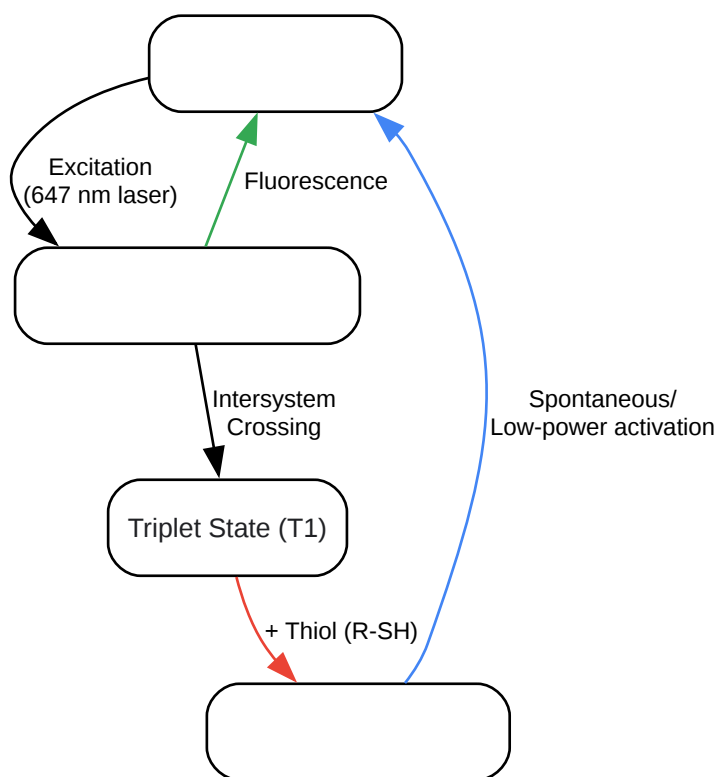 Excitation
(647 nm laser)
Fluorescence
Intersystem
Crossing
Spontaneous/
Low-power activation
Triplet State (T1)
+ Thiol (R-SH)